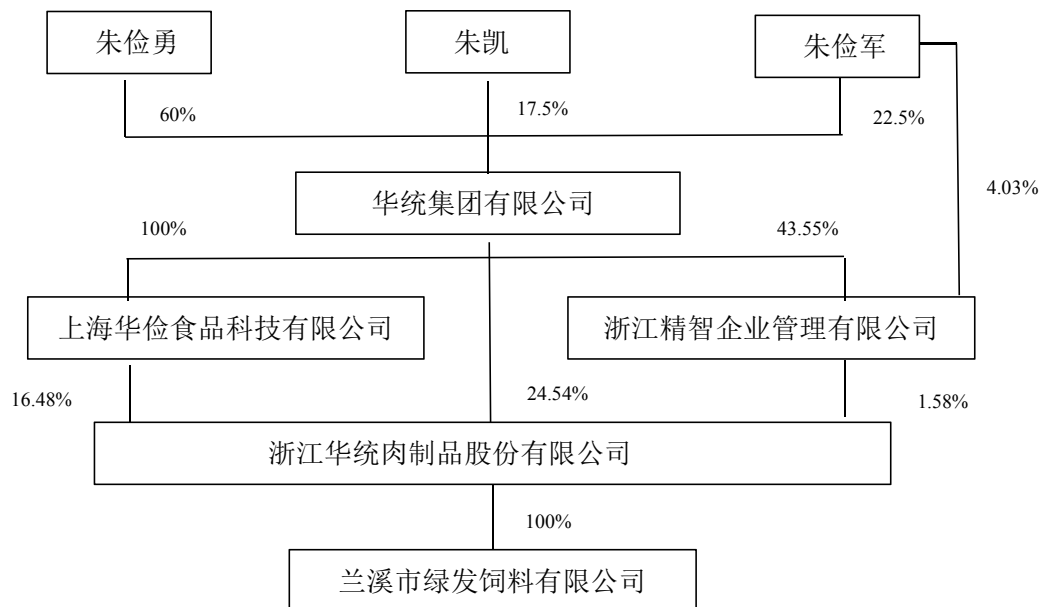 朱俭勇
朱凯
朱俭军
60%
17.5%
22.5%
4.03%
华统集团有限公司
100%
43.55%
上海华俭食品科技有限公司
浙江精智企业管理有限公司
16.48%
24.54%
1.58%
浙江华统肉制品股份有限公司
100%
兰溪市绿发饲料有限公司